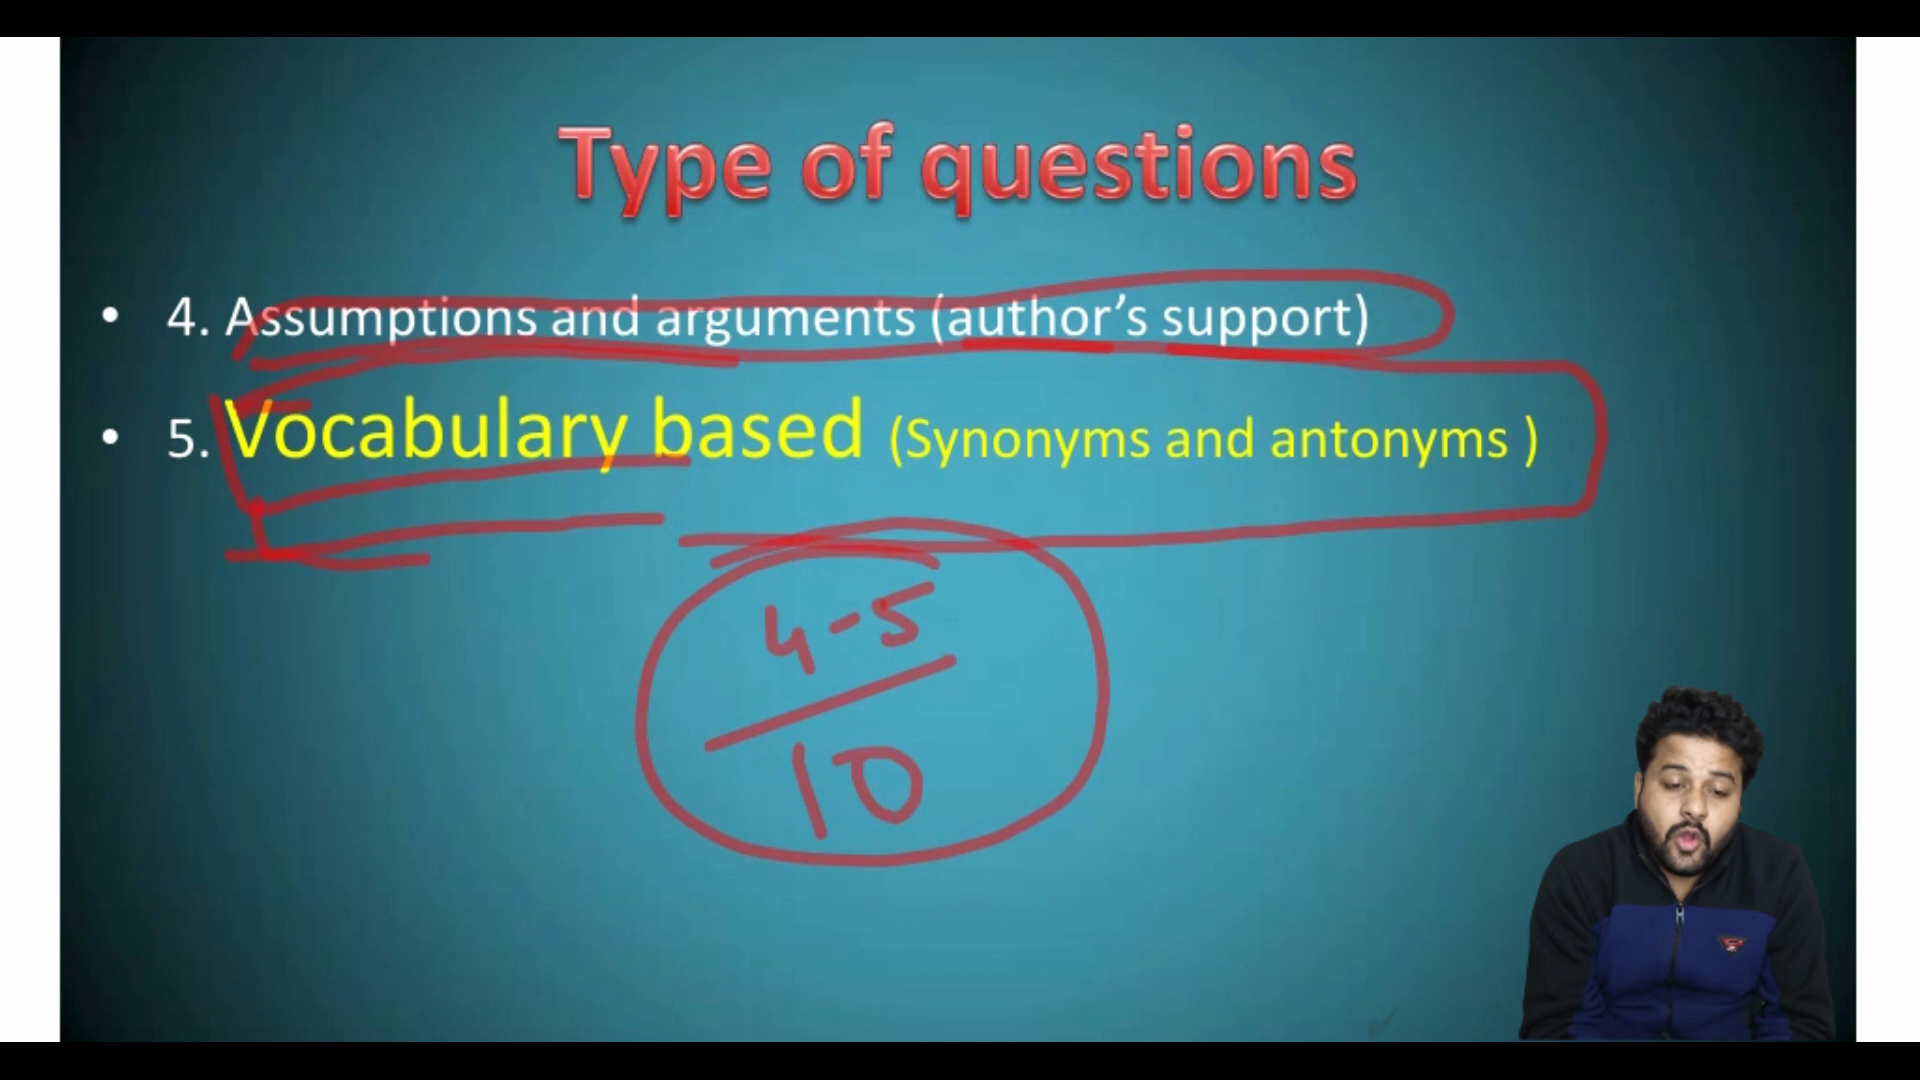 Type of questions
• 4. Assumptions and arguments (author's support)
• 5. Vocabulary based (Synonyms and antonyms )
4-5
10